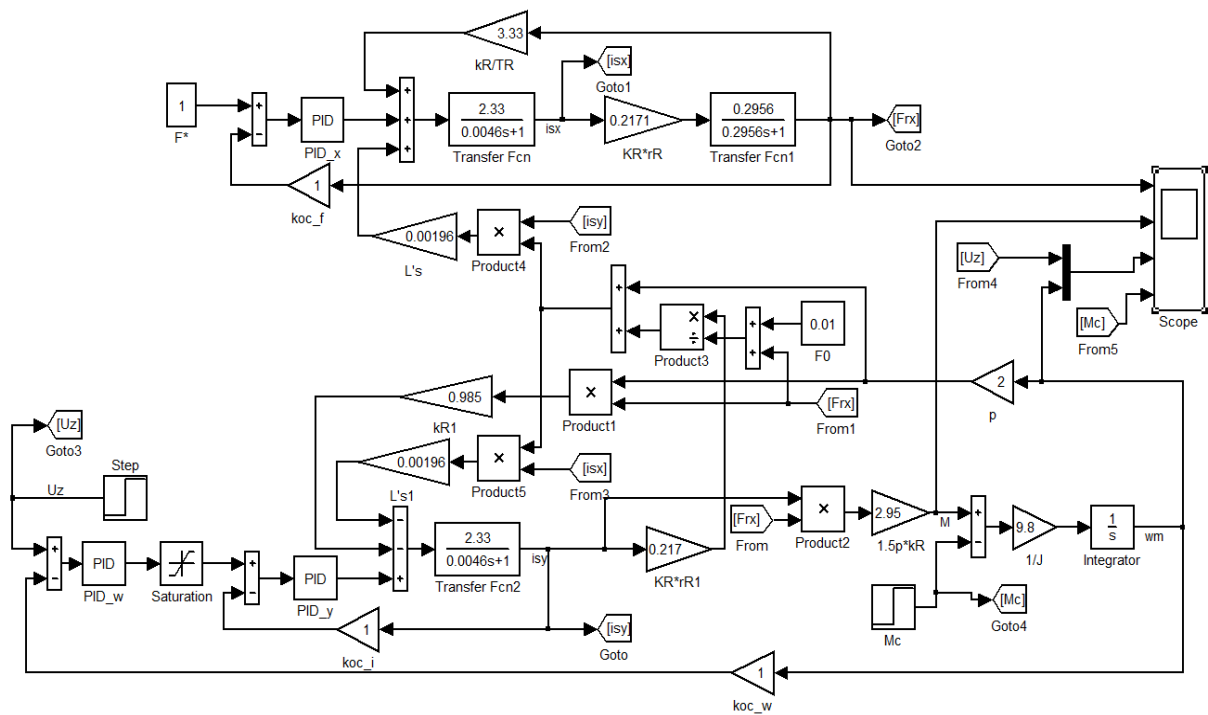 3.33
kR/TR
[isx]
Goto1
1
F*
+
-
PID
PID_x
+
+
+
2.33
0.0046s+1
Transfer Fcn
isx
0.2171
KR*rR
0.2956
0.2956s+1
Transfer Fcn1
[Frx]
Goto2
1
koc_f
0.00196
L's
×
Product4
[isy]
From2
[Uz]
From4
[Mc]
From5
Scope
+
+
×
÷
Product3
+
+
0.01
F0
2
p
0.985
kR1
×
Product1
[Frx]
From1
0.00196
L's1
×
Product5
[isx]
From3
[Uz]
Goto3
Step
Uz
+
-
PID
PID_w
Saturation
+
-
PID
PID_y
-
-
+
2.33
0.0046s+1
Transfer Fcn2
isy
0.217
KR*rR1
[Frx]
From
×
Product2
2.95
1.5p*kR
M
+
-
9.8
1/J
1
s
Integrator
wm
Mc
[Mc]
Goto4
1
koc_i
[isy]
Goto
1
koc_w